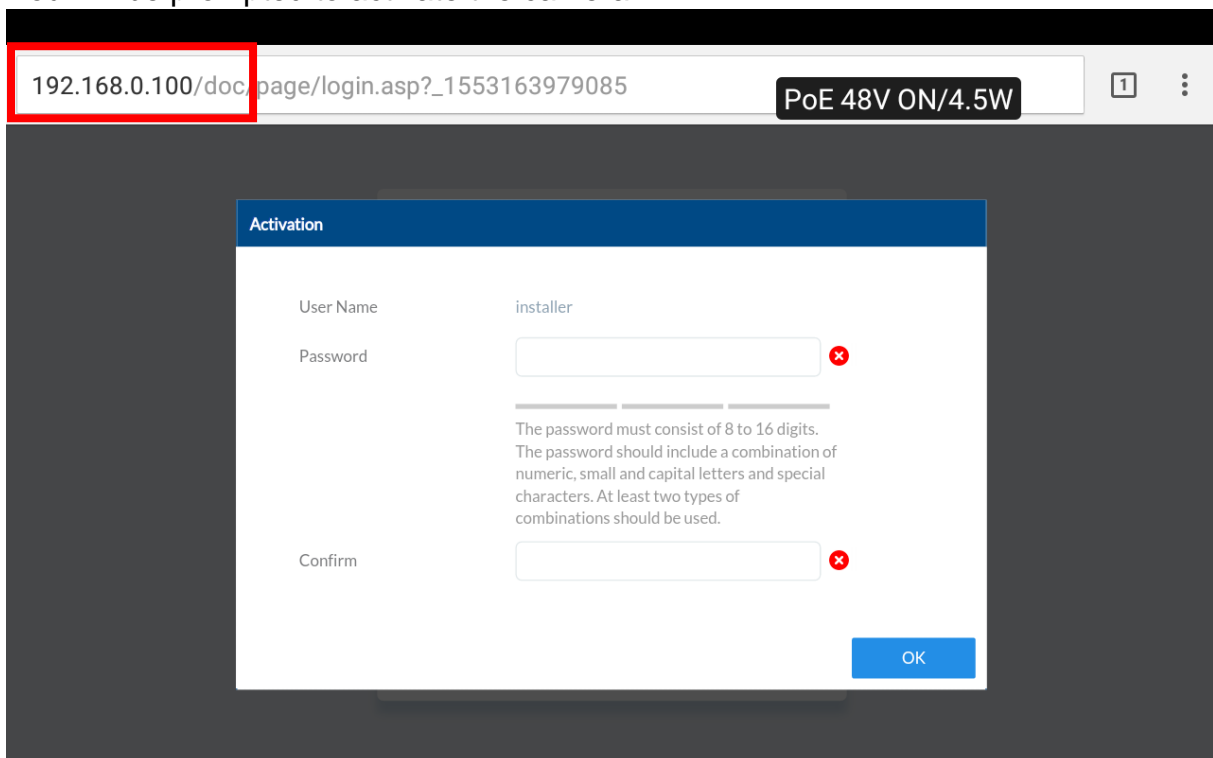 192.168.0.100/doc/page/login.asp?_1553163979085
PoE 48V ON/4.5W
1
Activation
User Name
installer
Password
The password must consist of 8 to 16 digits.
The password should include a combination of
numeric, small and capital letters and special
characters. At least two types of
combinations should be used.
Confirm
OK